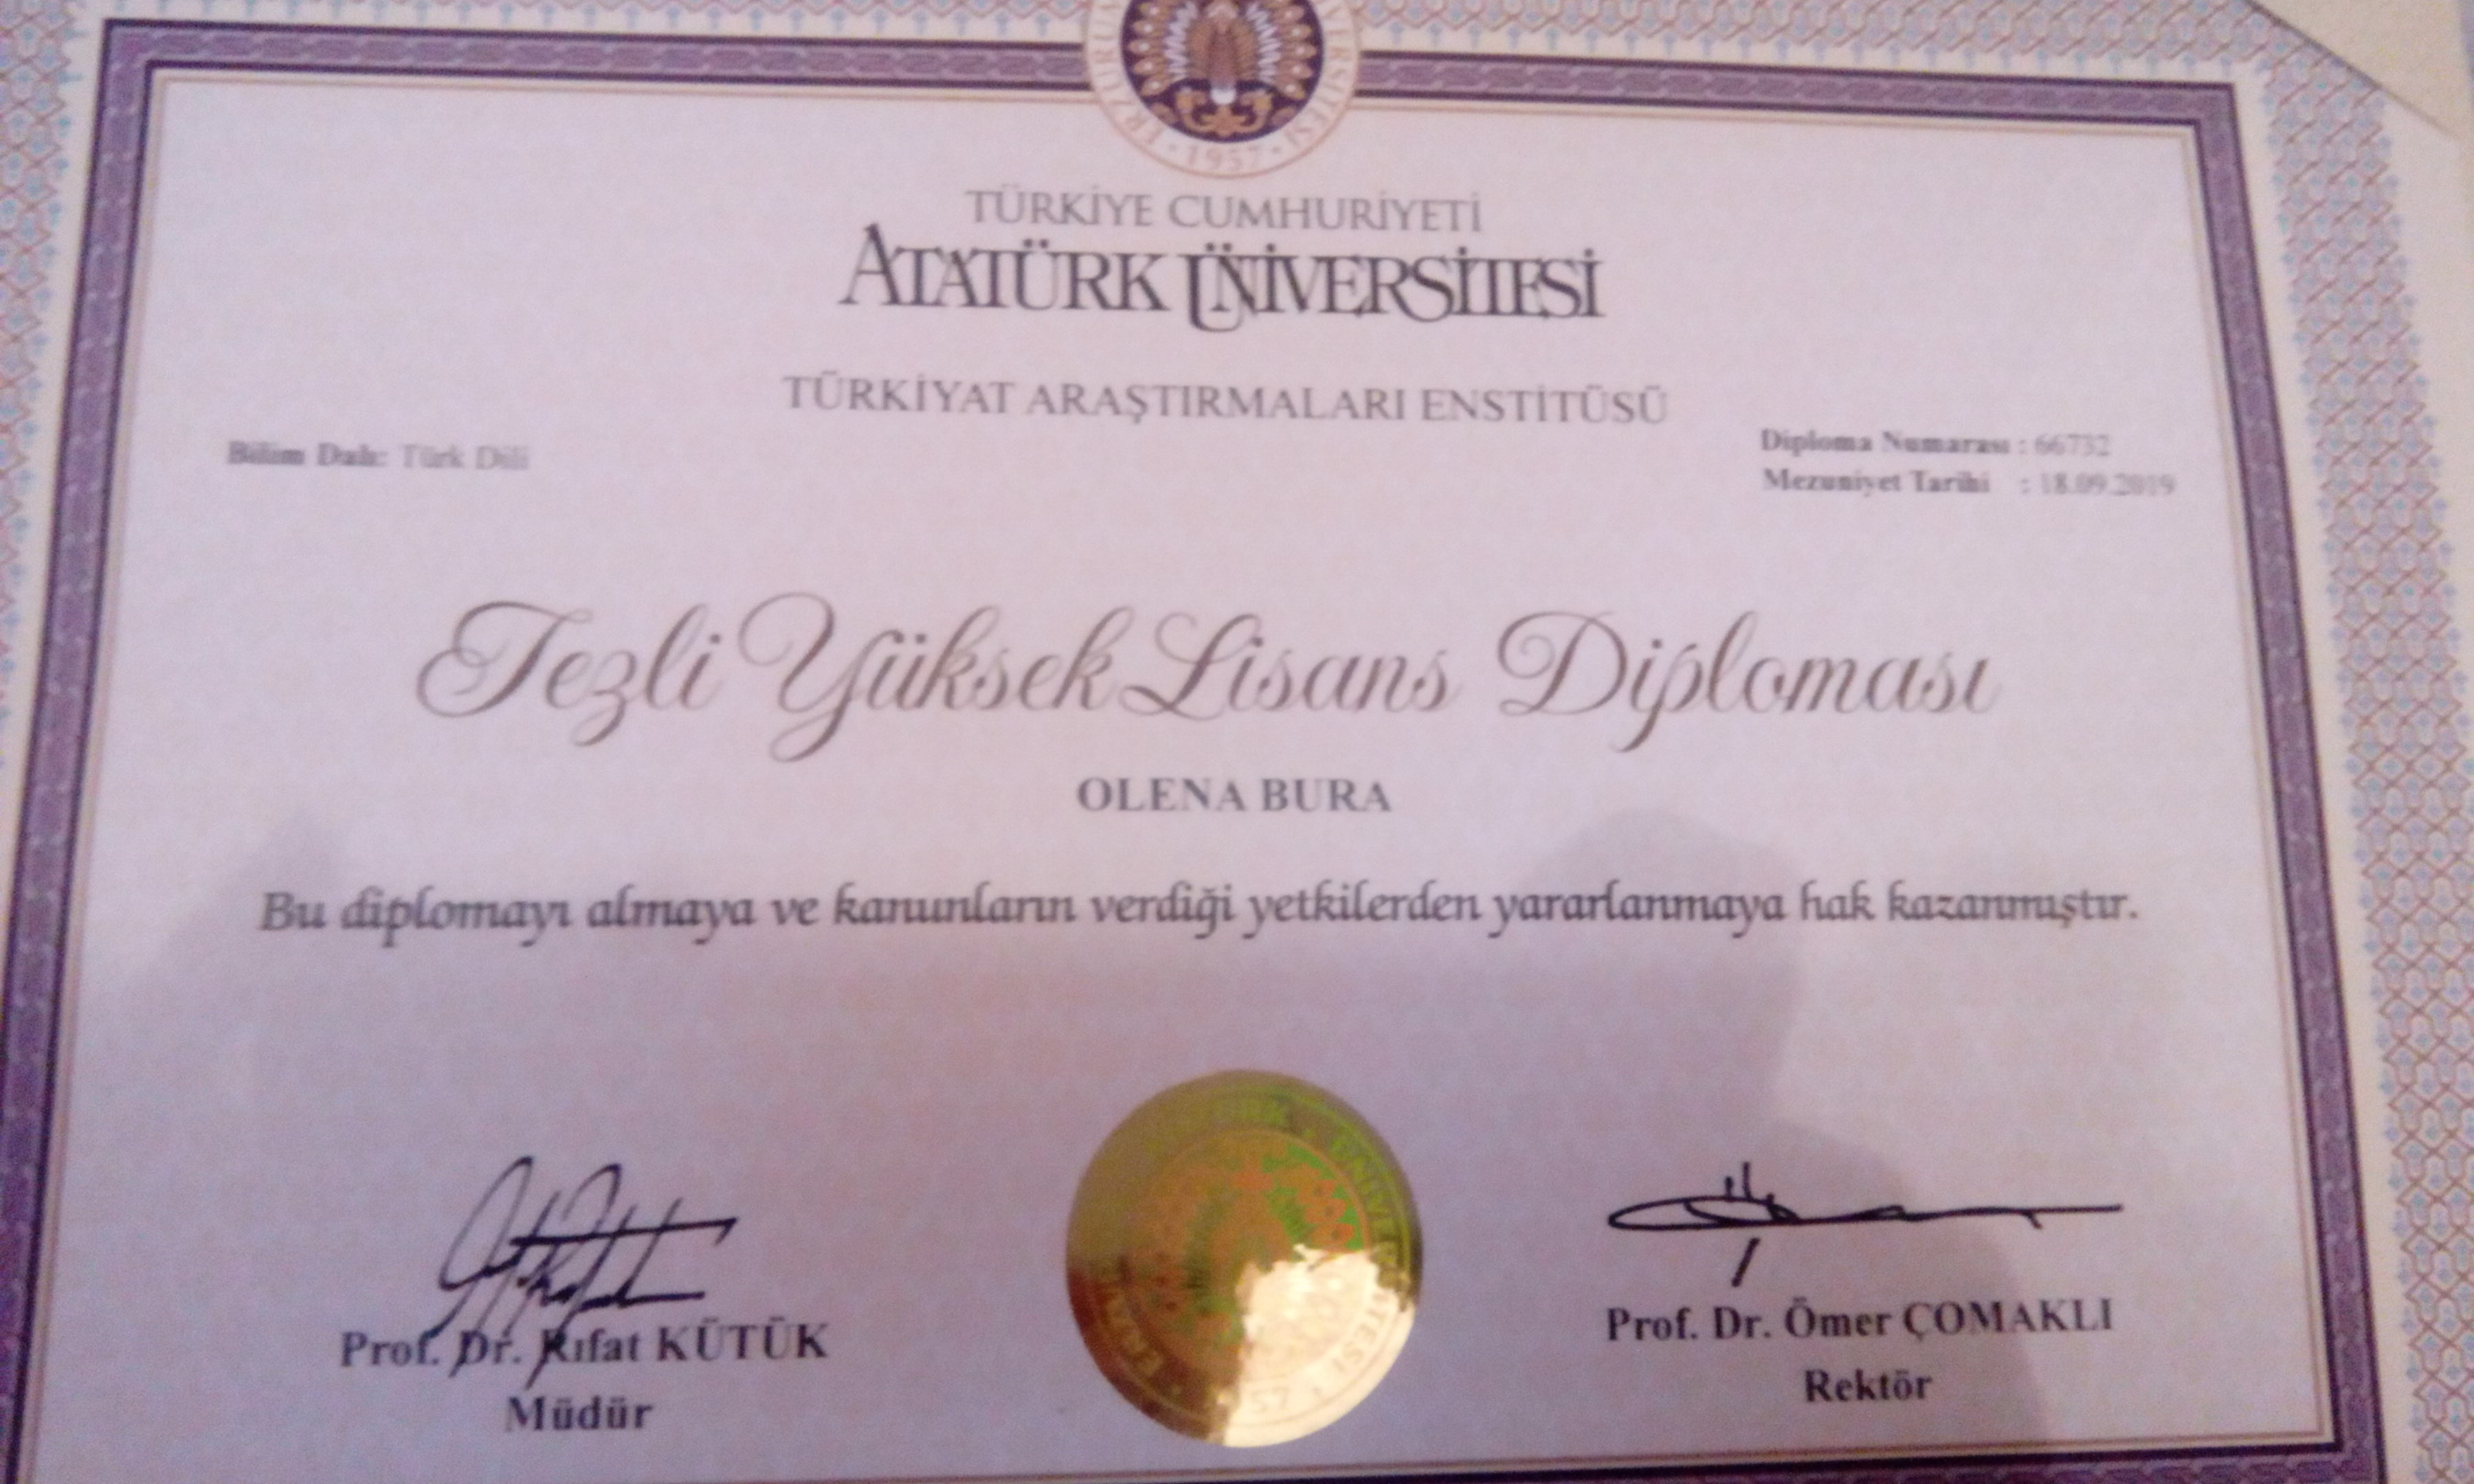 1957
TÜRKİYE CUMHURİYETİ
ATATÜRK ÜNİVERSİTESİ
TÜRKİYAT ARAŞTIRMALARI ENSTİTÜSÜ
Bilim Dalı: Türk Dili
Diploma Numarası : 66732
Mezuniyet Tarihi : 18.09.2019
Tezli Yüksek Lisans Diploması
OLENA BURA
Bu diplomayı almaya ve kanunların verdiği yetkilerden yararlanmaya hak kazanmıştır.
Prof. Dr. Rıfat KÜTÜK
Müdür
Prof. Dr. Ömer ÇOMAKLI
Rektör